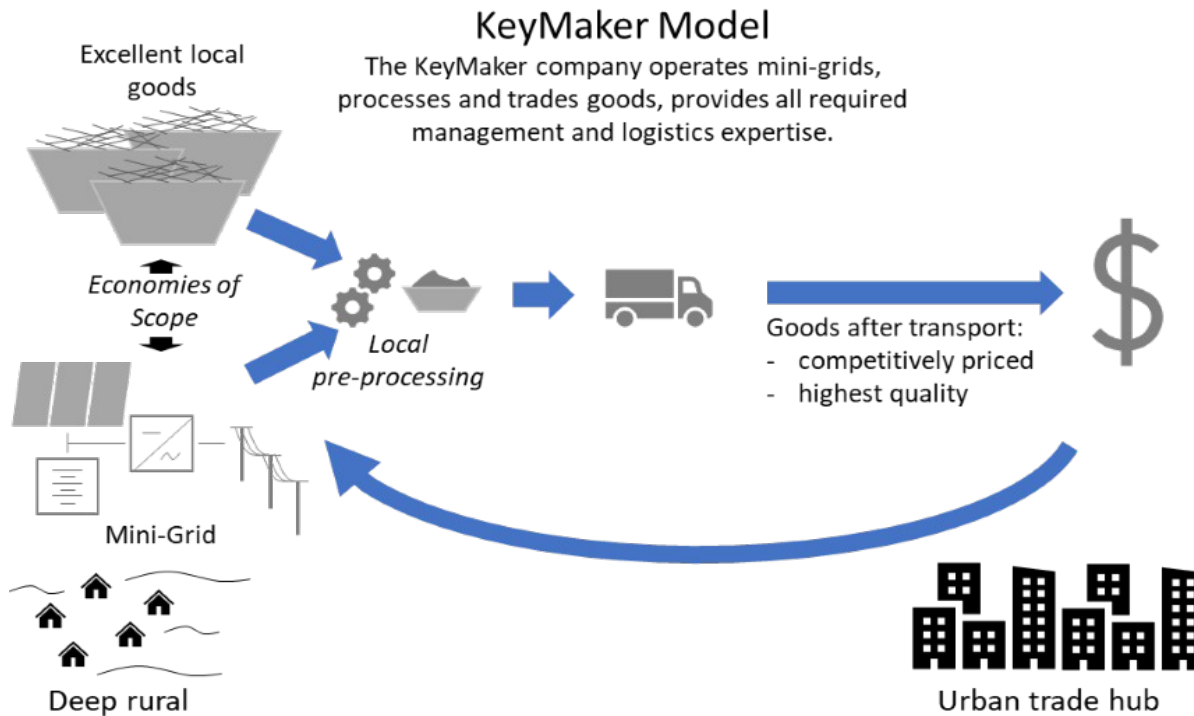 KeyMaker Model
The KeyMaker company operates mini-grids,
processes and trades goods, provides all required
management and logistics expertise.
Excellent local
goods
Economies of
Scope
Local
pre-processing
Goods after transport:
- competitively priced
- highest quality
Mini-Grid
Deep rural
Urban trade hub